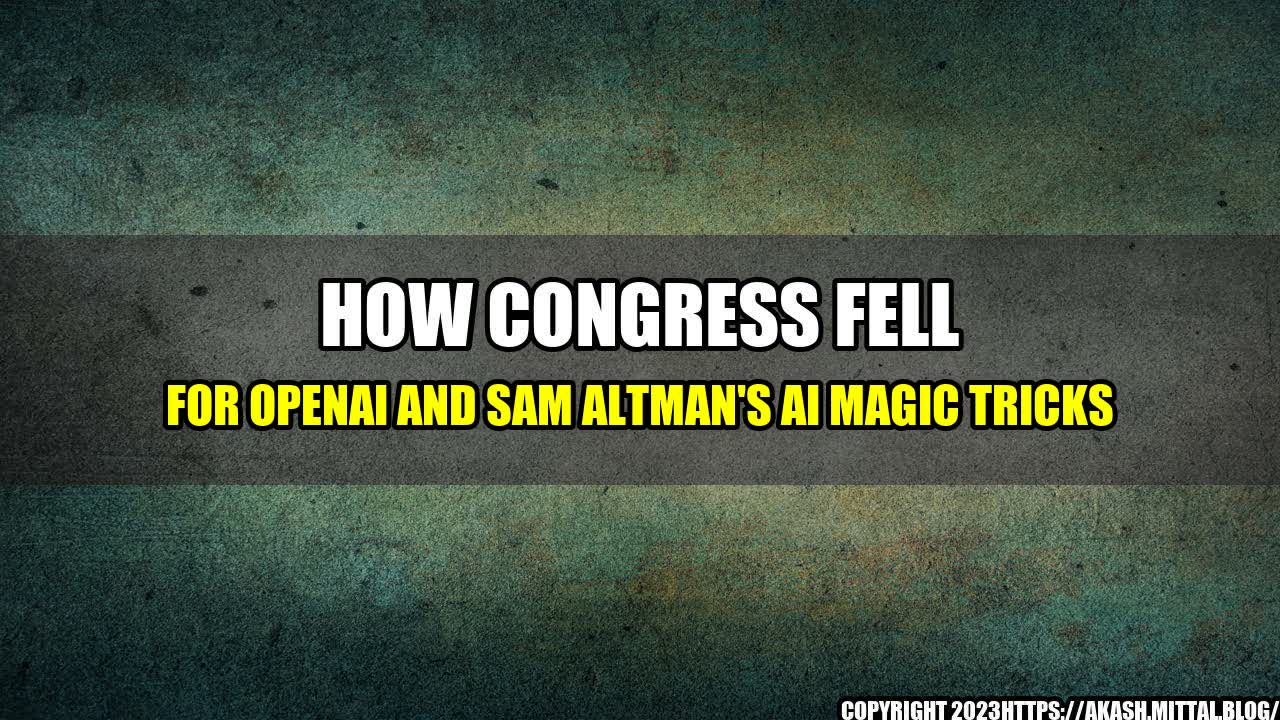 HOW CONGRESS FELL
FOR OPENAI AND SAM ALTMAN'S AI MAGIC TRICKS
COPYRIGHT 2023HTTPS://AKASH.MITTAL.BLOG/